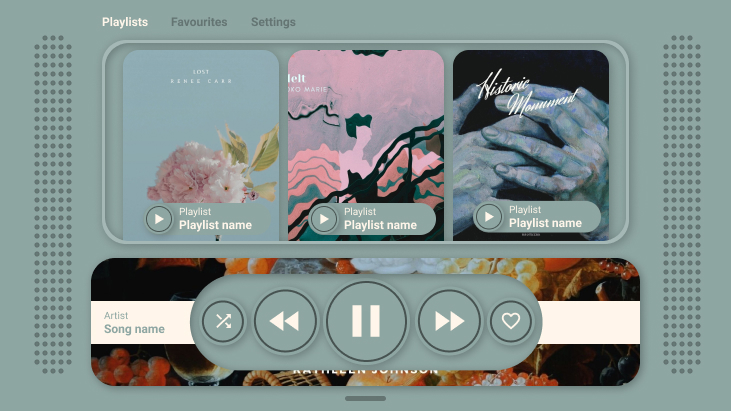 Playlists Favourites Settings
LOST
RENEE CARR
Playlist
Playlist name
Melt
YOKO MARIE
Playlist
Playlist name
Historic
Monument
Playlist
Playlist name
Artist
Song name
KATHLEEN JOHNSON